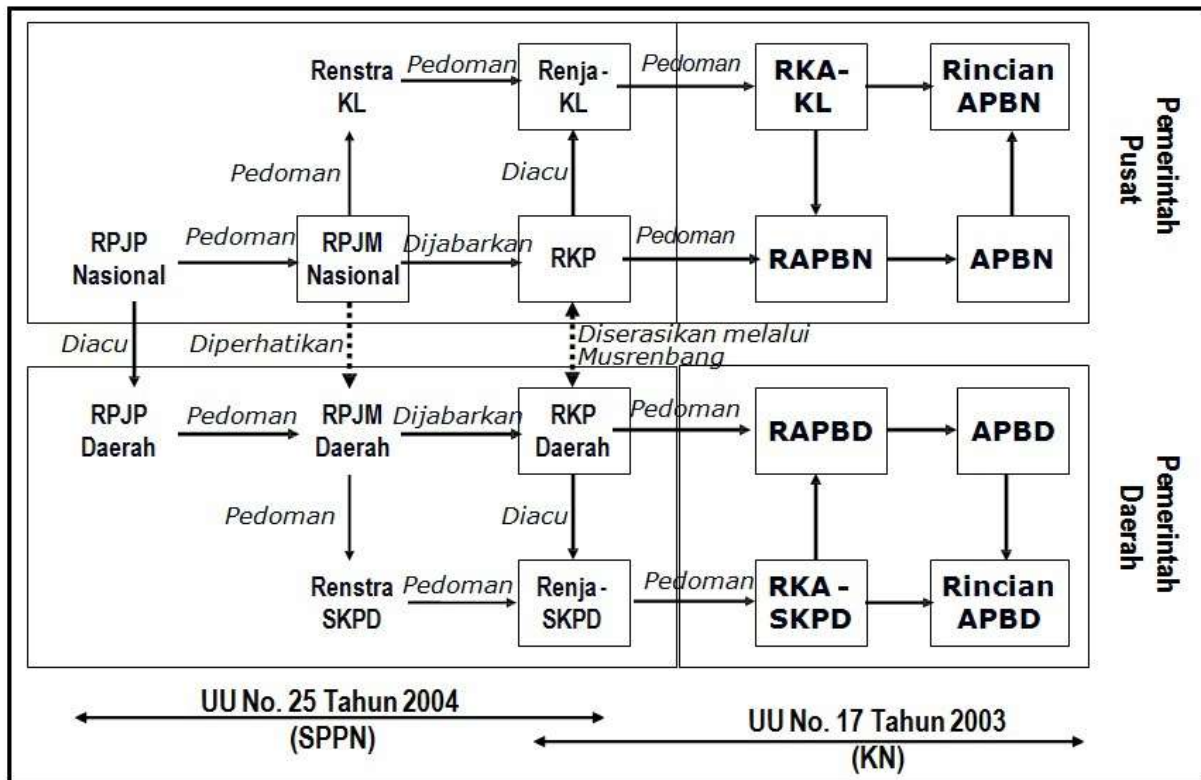 Renstra
KL
Pedoman
Renja -
KL
Pedoman
RKA-
KL
Rincian
APBN
Pedoman
Diacu
RPJP
Nasional
Pedoman
RPJM
Nasional
Dijabarkan
RKP
Pedoman
RAPBN
APBN
Pemerintah
Pusat
Diacu
Diperhatikan
Diserasikan melalui
Musrenbang
RPJP
Daerah
Pedoman
RPJM
Daerah
Dijabarkan
RKP
Daerah
Pedoman
RAPBD
APBD
Pedoman
Diacu
Renstra
SKPD
Pedoman
Renja -
SKPD
Pedoman
RKA -
SKPD
Rincian
APBD
Pemerintah
Daerah
UU No. 25 Tahun 2004
(SPPN)
UU No. 17 Tahun 2003
(KN)